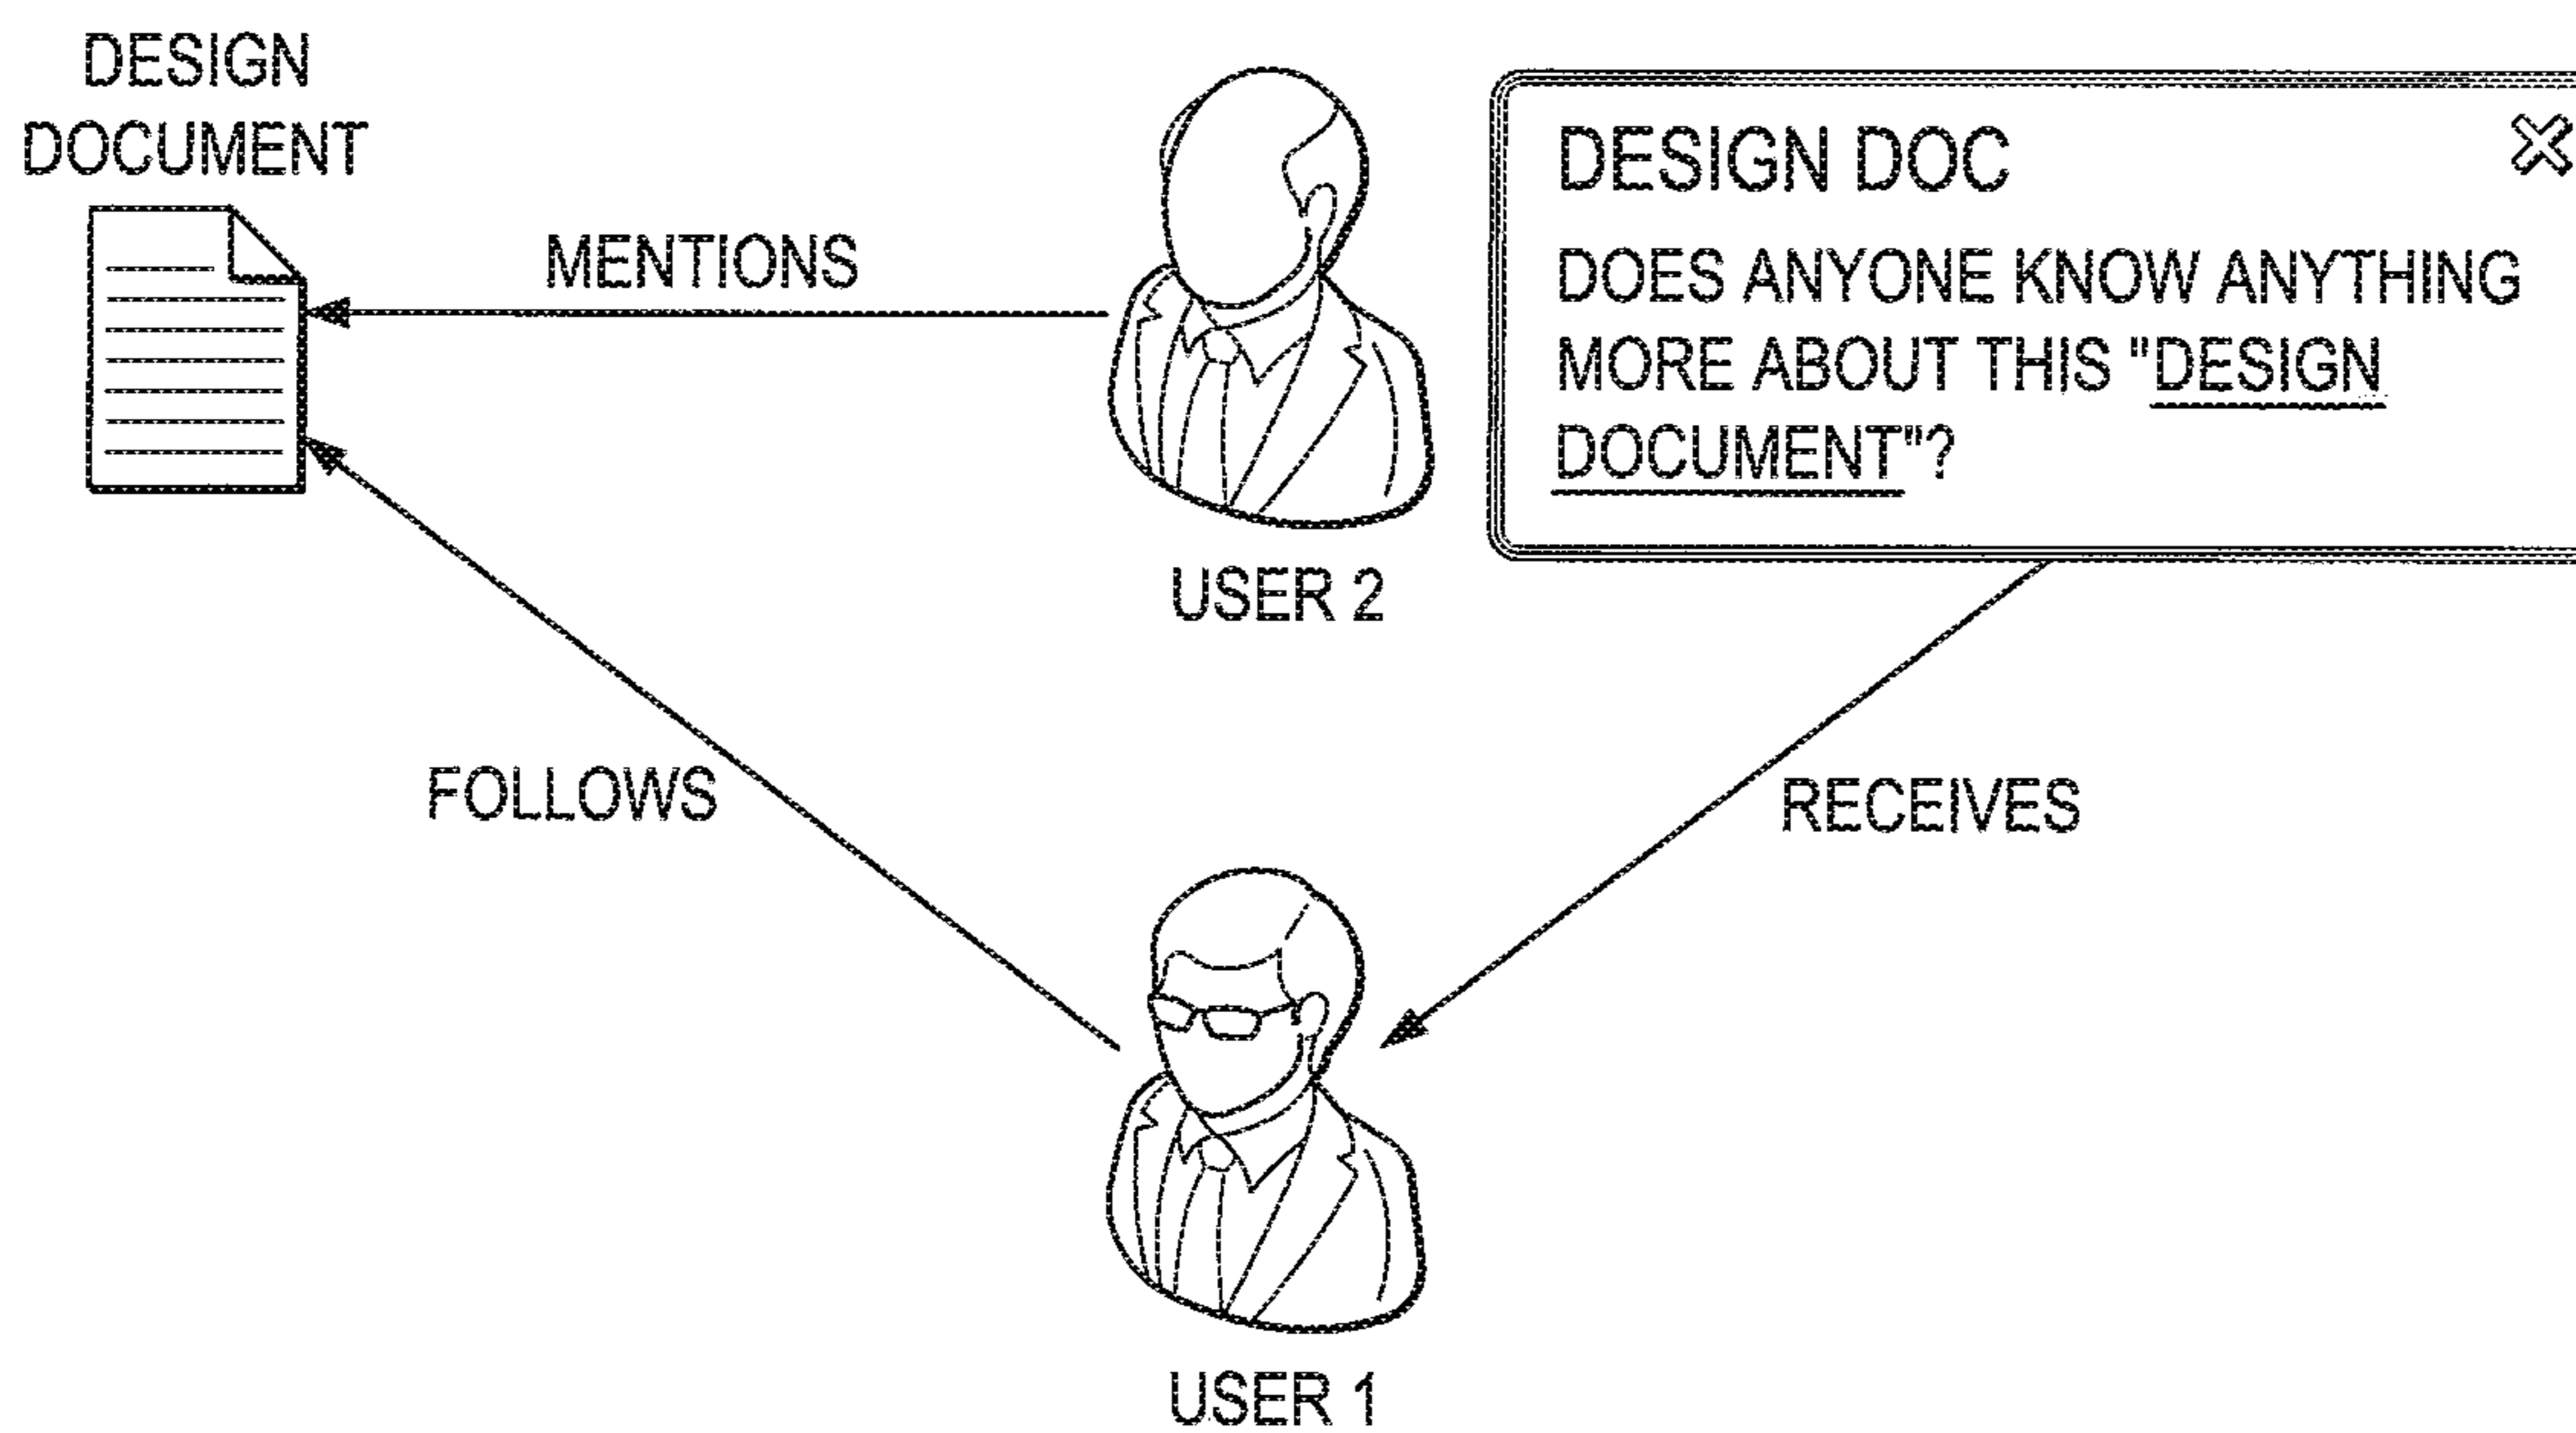 DESIGN
DOCUMENT
MENTIONS
USER 2
DESIGN DOC
DOES ANYONE KNOW ANYTHING
MORE ABOUT THIS "DESIGN
DOCUMENT"?
FOLLOWS
RECEIVES
USER 1